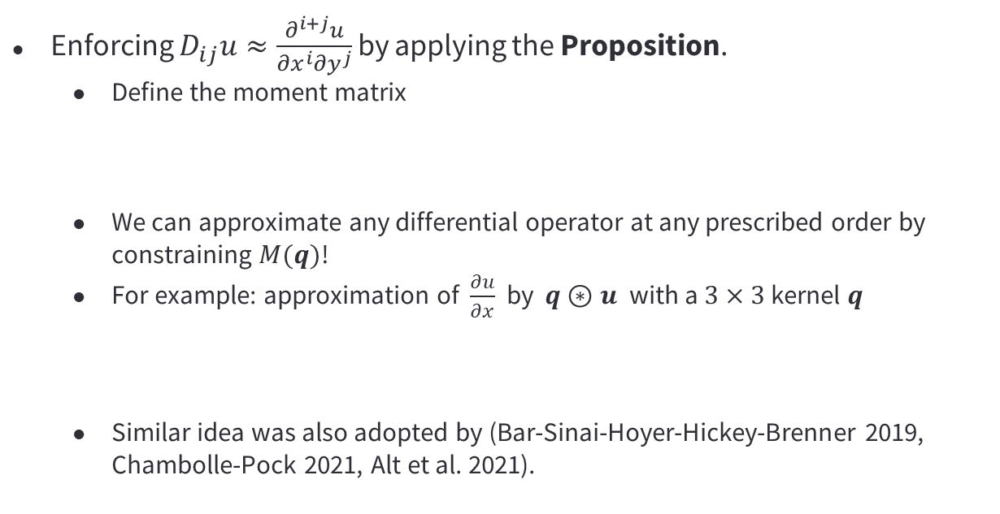 • Enforcing $D_{ij}u \approx \frac{\partial^{i+j}u}{\partial x^i \partial y^j}$ by applying the **Proposition**.
• Define the moment matrix
• We can approximate any differential operator at any prescribed order by
constraining $M(\boldsymbol{q})$!
• For example: approximation of $\frac{\partial u}{\partial x}$ by $\boldsymbol{q} \circledast \boldsymbol{u}$ with a $3 \times 3$ kernel $\boldsymbol{q}$
• Similar idea was also adopted by (Bar-Sinai-Hoyer-Hickey-Brenner 2019,
Chambolle-Pock 2021, Alt et al. 2021).